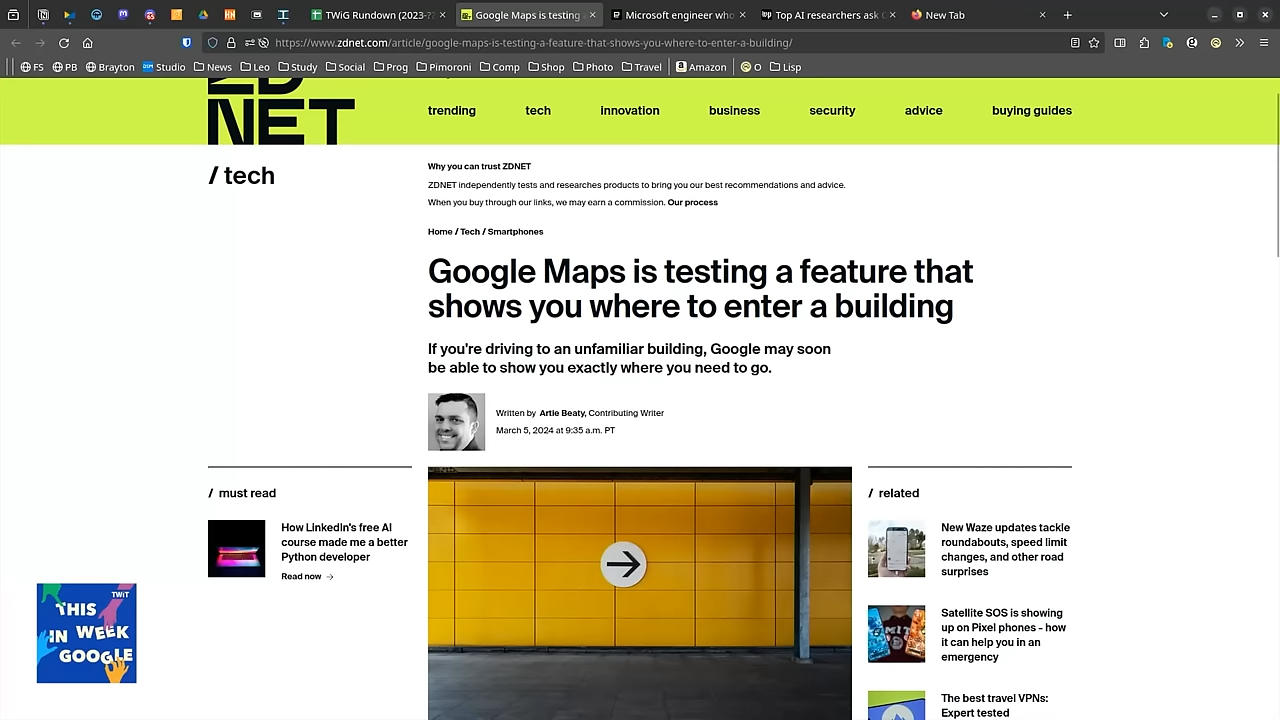 TWiG Rundown (2023-??
Google Maps is testing
Microsoft engineer who
Top AI researchers ask
New Tab
https://www.zdnet.com/article/google-maps-is-testing-a-feature-that-shows-you-where-to-enter-a-building/
FS PB Brayton Studio News Leo Study Social Prog Pimoroni Comp Shop Photo Travel Amazon O Lisp
ZD
NET
trending tech innovation business security advice buying guides
/ tech
Why you can trust ZDNET
ZDNET independently tests and researches products to bring you our best recommendations and advice.
When you buy through our links, we may earn a commission. Our process
Home / Tech / Smartphones
Google Maps is testing a feature that
shows you where to enter a building
If you're driving to an unfamiliar building, Google may soon
be able to show you exactly where you need to go.
Written by Artie Beaty, Contributing Writer
March 5, 2024 at 9:35 a.m. PT
/ must read
How LinkedIn's free AI
course made me a better
Python developer
Read now →
/ related
New Waze updates tackle
roundabouts, speed limit
changes, and other road
surprises
Satellite SOS is showing
up on Pixel phones - how
it can help you in an
emergency
The best travel VPNs:
Expert tested
TWiT
THIS
IN WEEK
GOOGLE